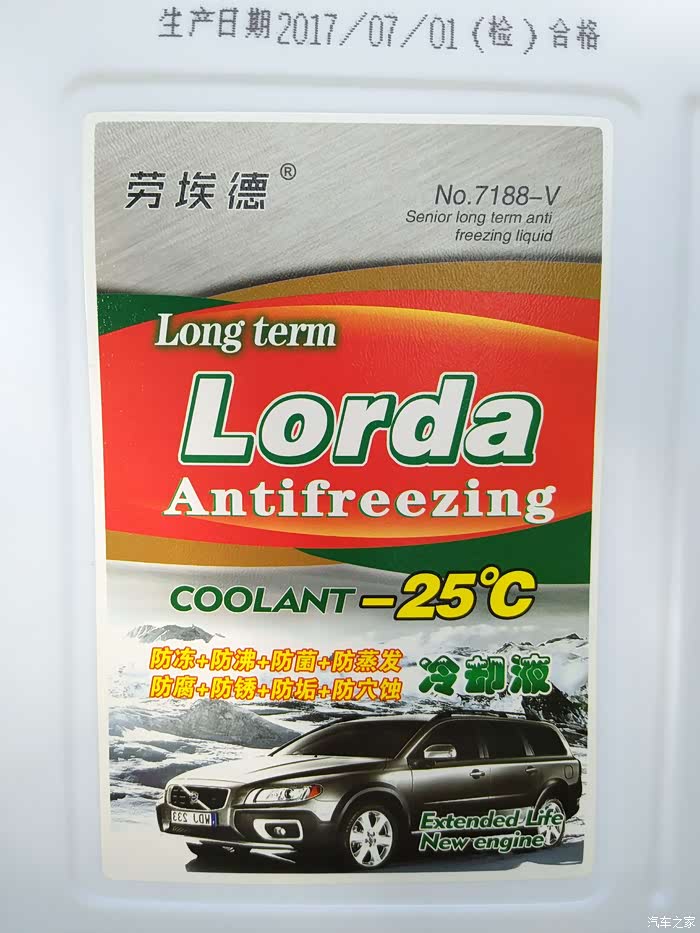 生产日期2017/07/01(检)合格
劳埃德®
No.7188-V
Senior long term anti
freezing liquid
Long term
Lorda
Antifreezing
COOLANT -25℃
防冻+防沸+防菌+防蒸发
防腐+防锈+防垢+防穴蚀
冷却液
WDJ 233
Extended Life
New engine
汽车之家